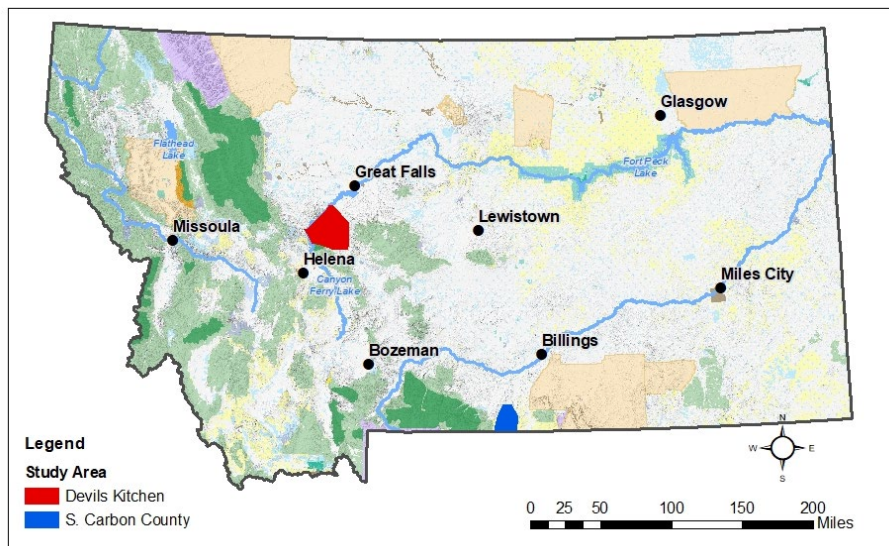 Glasgow
Flathead
Lake
Fort Peck
Lake
Great Falls
Lewistown
Missoula
Helena
Canyon
Ferry Lake
Miles City
Billings
Bozeman
Legend
Study Area
Devils Kitchen
S. Carbon County
N
W E
S
0 25 50 100 150 200
Miles